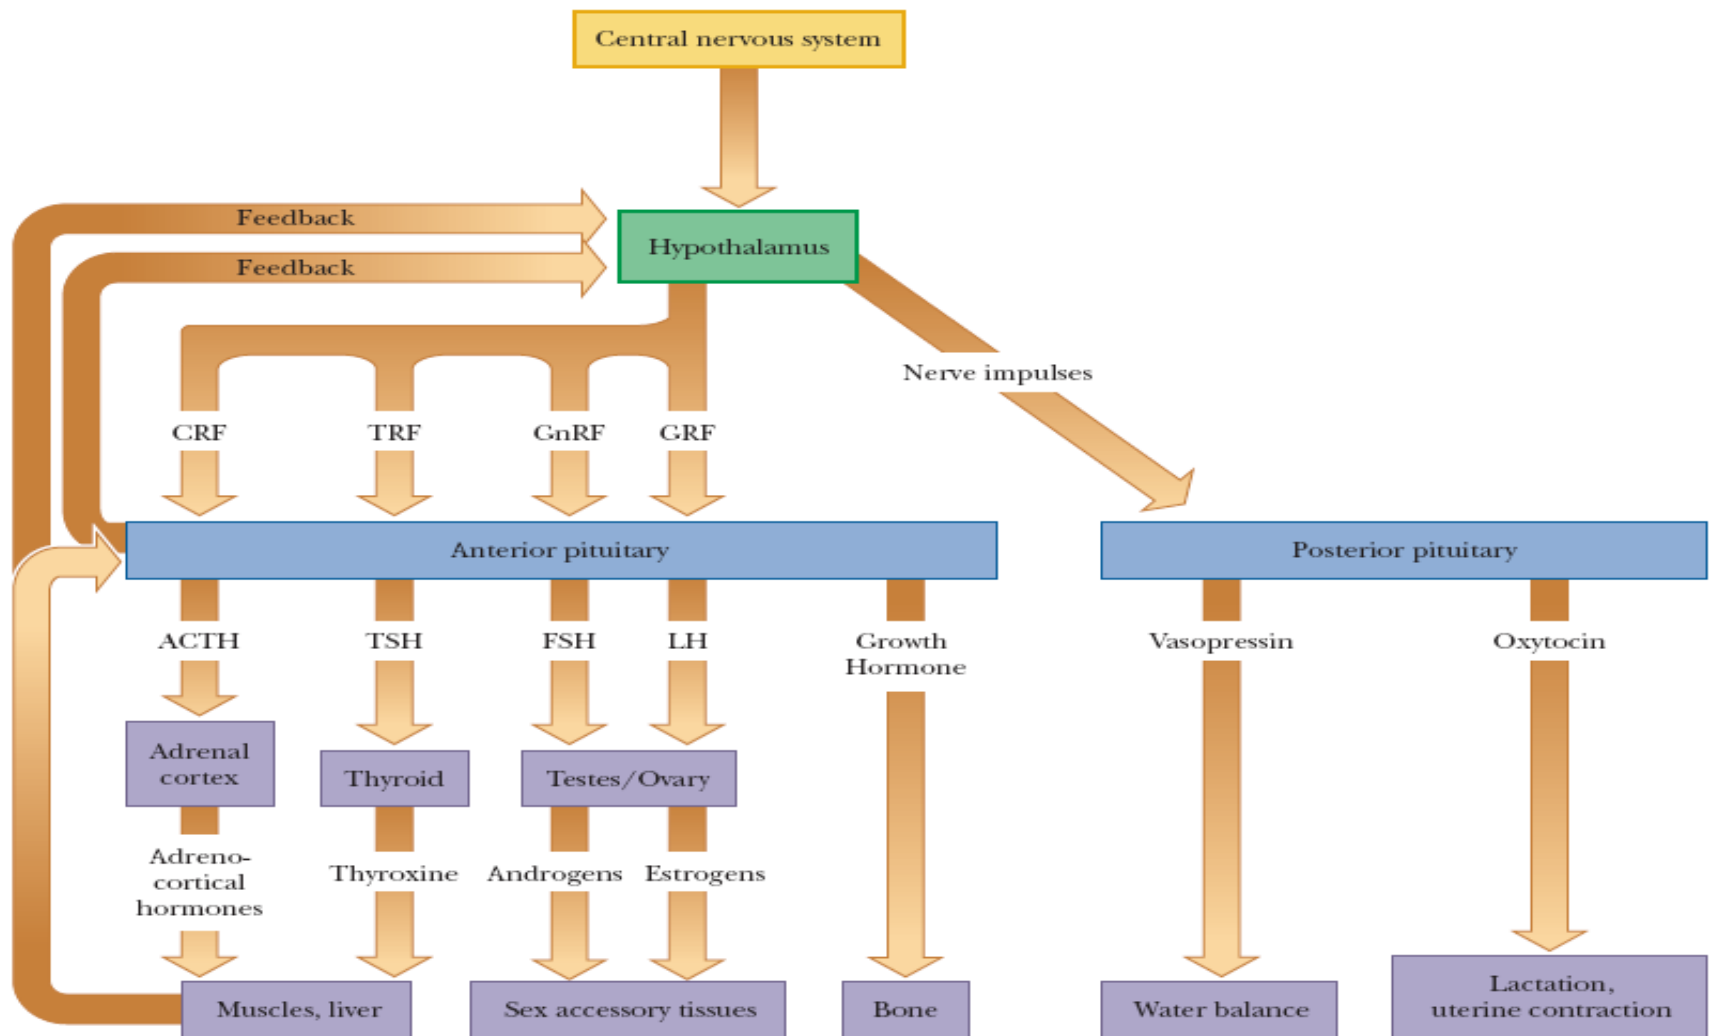 Central nervous system
Feedback
Hypothalamus
Feedback
Nerve impulses
CRF
TRF
GnRF
GRF
Anterior pituitary
Posterior pituitary
ACTH
TSH
FSH
LH
Growth
Hormone
Vasopressin
Oxytocin
Adrenal
cortex
Thyroid
Testes/Ovary
Adreno-
cortical
hormones
Thyroxine
Androgens
Estrogens
Muscles, liver
Sex accessory tissues
Bone
Water balance
Lactation,
uterine contraction